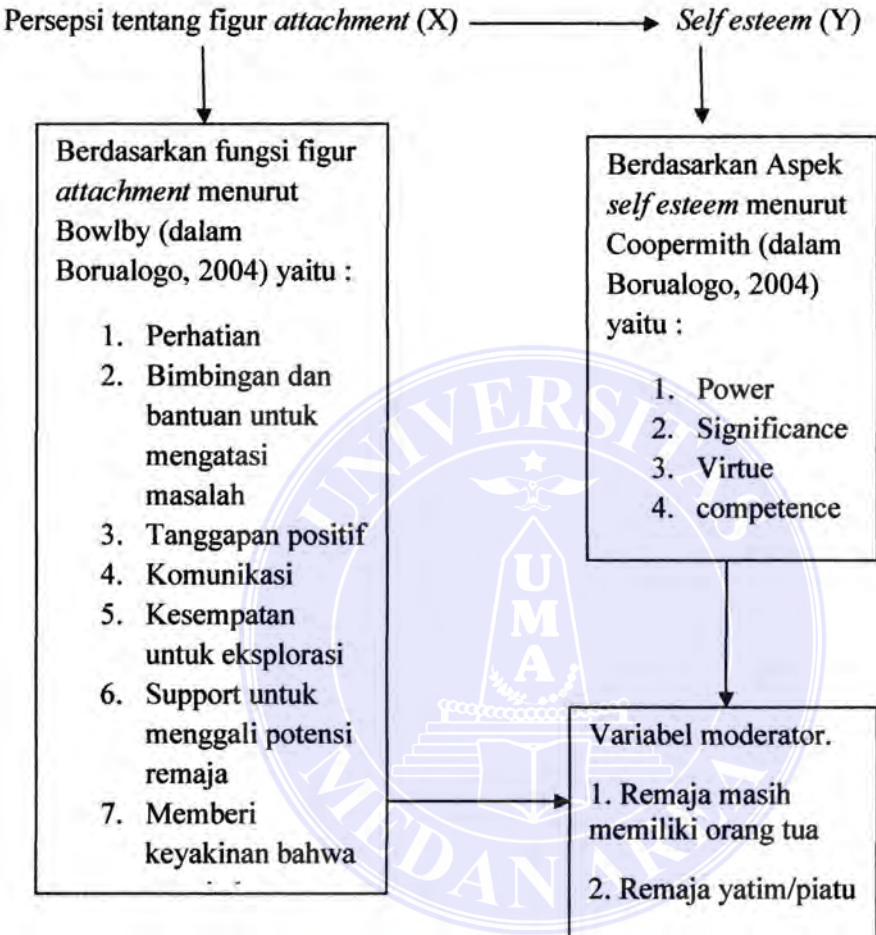 Persepsi tentang figur attachment (X)
Self esteem (Y)
Berdasarkan fungsi figur
attachment menurut
Bowlby (dalam
Borualogo, 2004) yaitu :
1. Perhatian
2. Bimbingan dan
bantuan untuk
mengatasi
masalah
3. Tanggapan positif
4. Komunikasi
5. Kesempatan
untuk eksplorasi
6. Support untuk
menggali potensi
remaja
7. Memberi
keyakinan bahwa
Berdasarkan Aspek
self esteem menurut
Coopermith (dalam
Borualogo, 2004)
yaitu :
1. Power
2. Significance
3. Virtue
4. competence
Variabel moderator.
1. Remaja masih
memiliki orang tua
2. Remaja yatim/piatu
UNIVERSITAS
MEDAN AREA
UMA